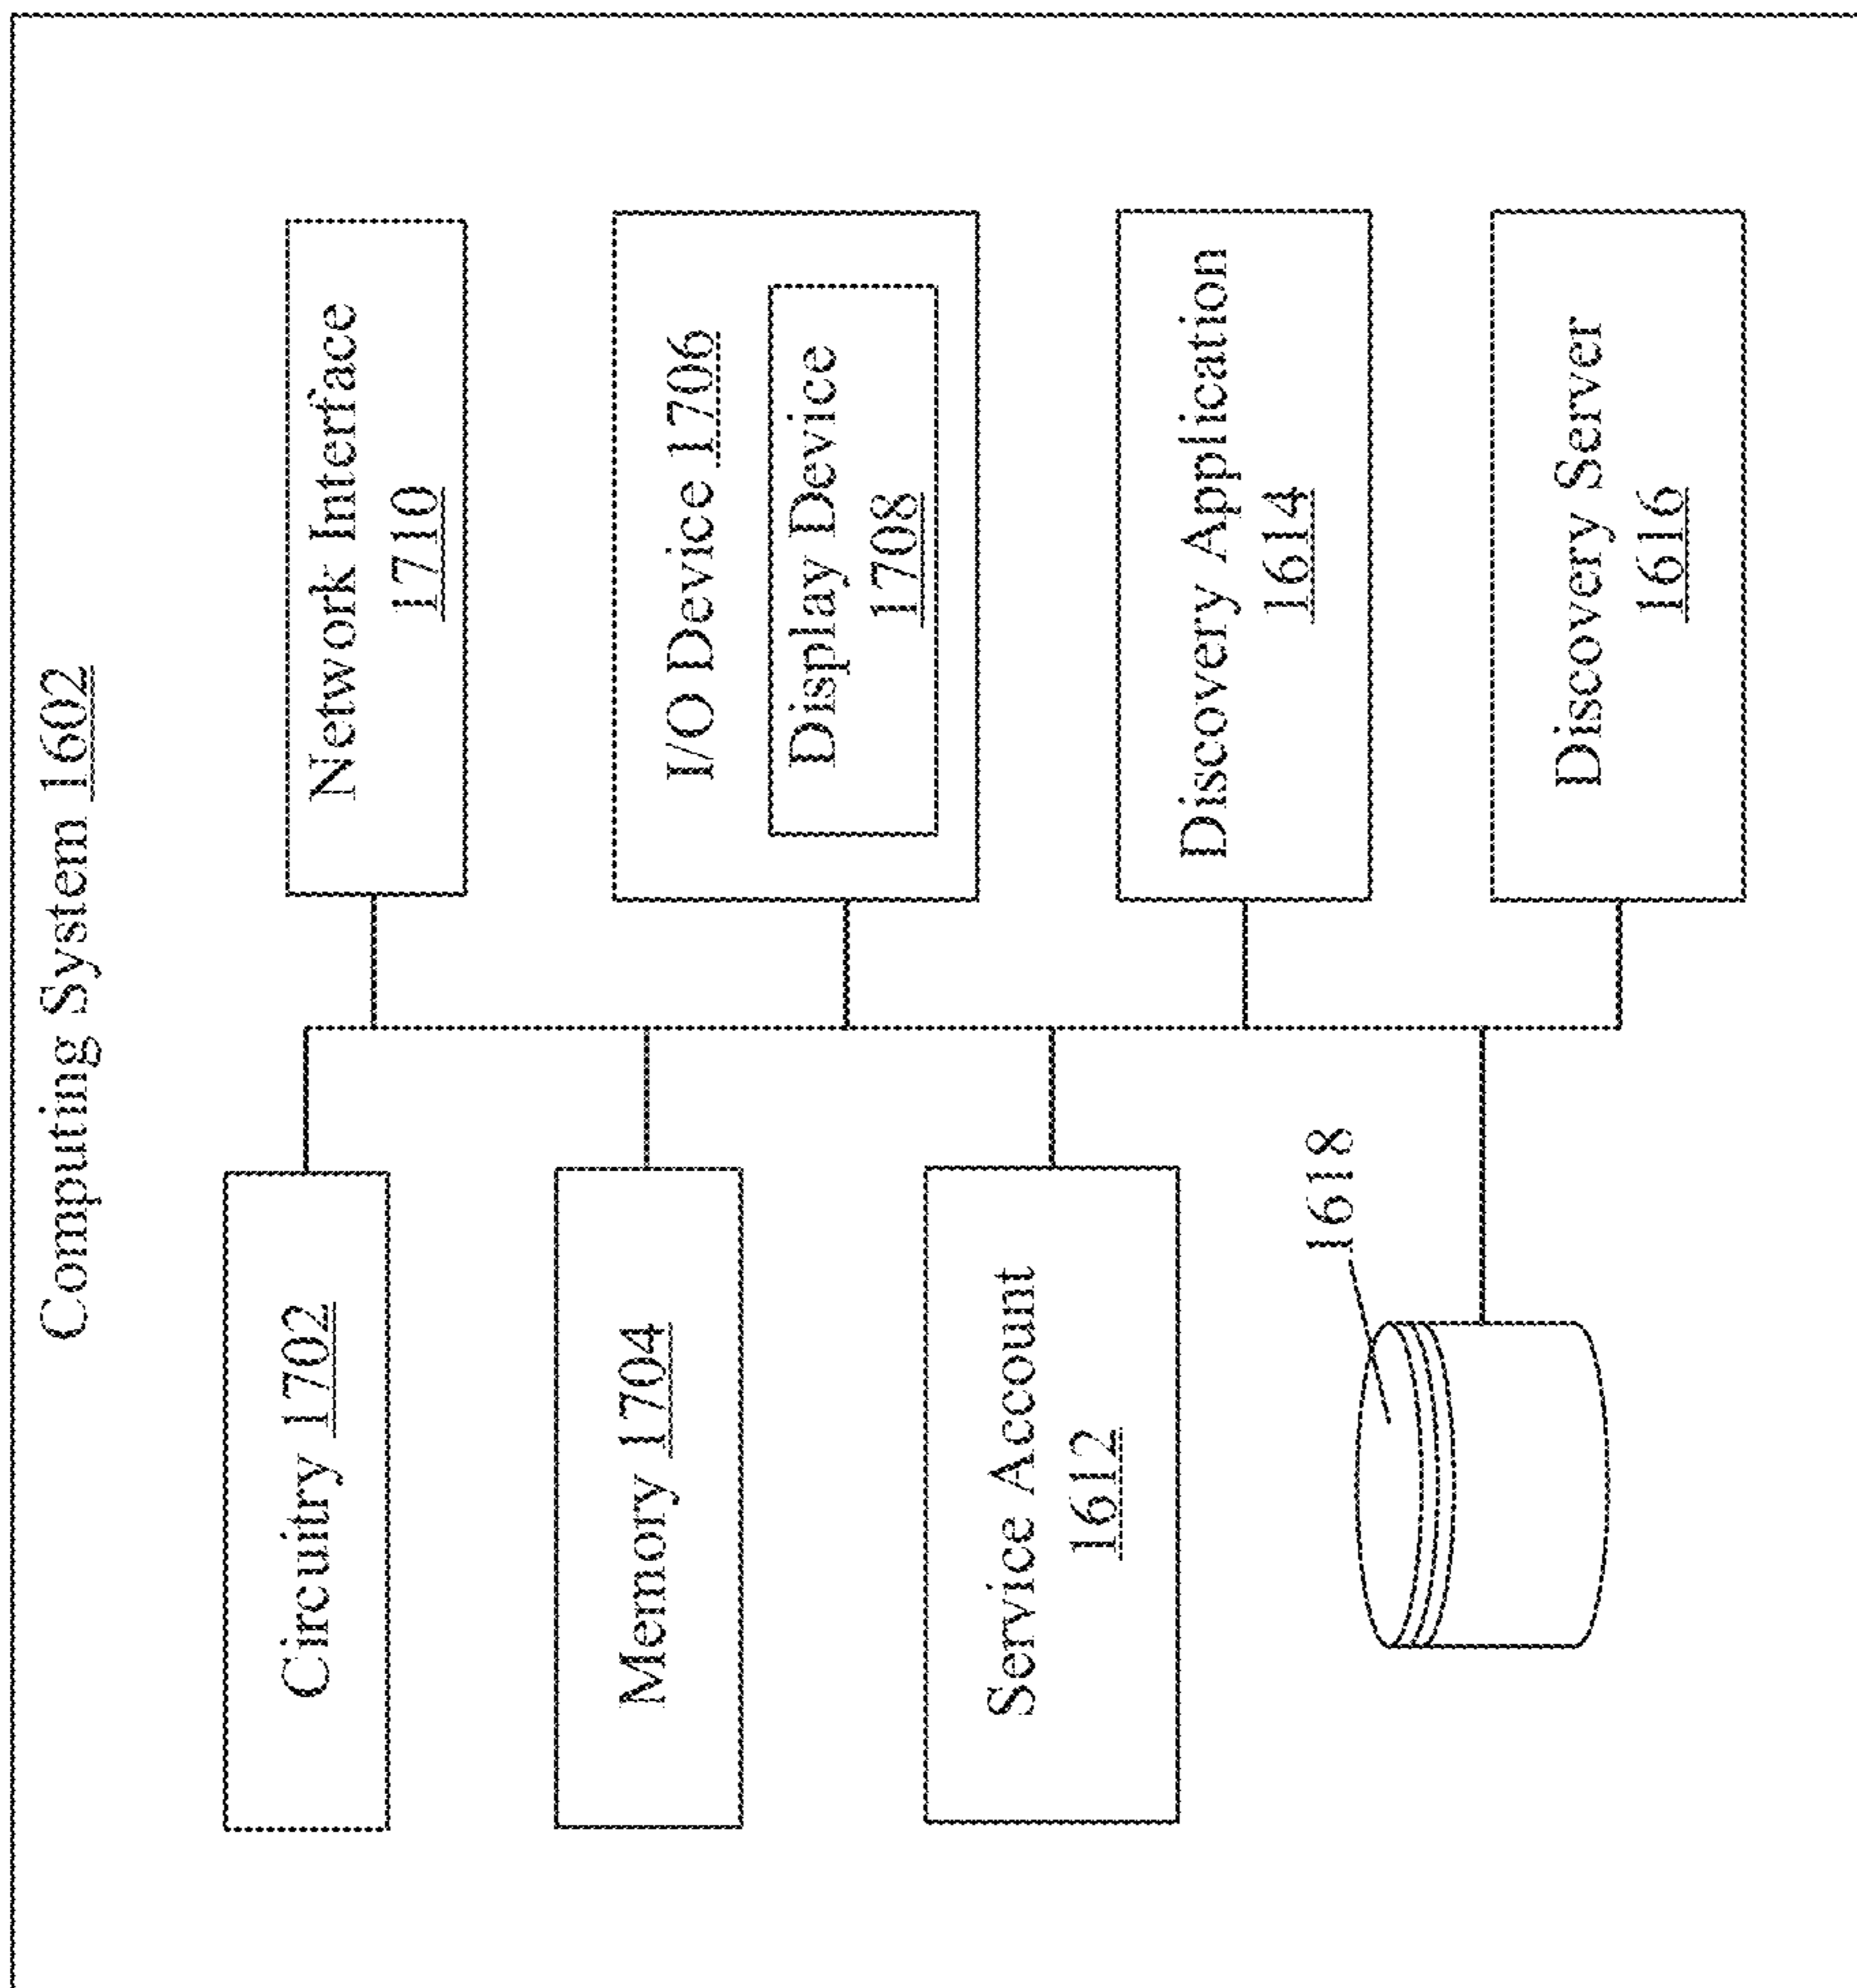 Computing System 1602
Circuitry 1702
Memory 1704
Service Account
1612
1618
Network Interface
1710
I/O Device 1706
Display Device
1708
Discovery Application
1614
Discovery Server
1616